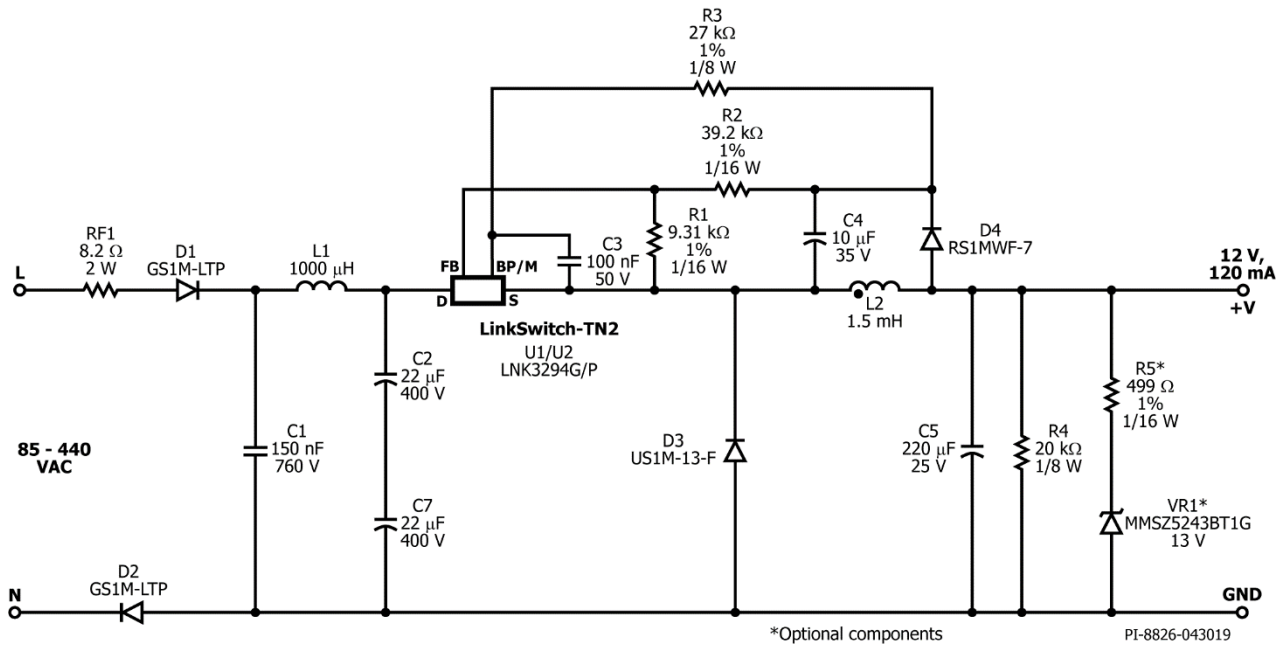 R3
27 kΩ
1%
1/8 W
R2
39.2 kΩ
1%
1/16 W
RF1
8.2 Ω
2 W
D1
GS1M-LTP
L1
1000 μH
FB
BP/M
D
S
C3
100 nF
50 V
R1
9.31 kΩ
1%
1/16 W
C4
10 μF
35 V
D4
RS1MWF-7
L
12 V,
120 mA
+V
L2
1.5 mH
LinkSwitch-TN2
U1/U2
LNK3294G/P
C2
22 μF
400 V
R5*
499 Ω
1%
1/16 W
85 - 440
VAC
C1
150 nF
760 V
D3
US1M-13-F
C5
220 μF
25 V
R4
20 kΩ
1/8 W
C7
22 μF
400 V
VR1*
MMSZ5243BT1G
13 V
D2
GS1M-LTP
N
GND
*Optional components
PI-8826-043019